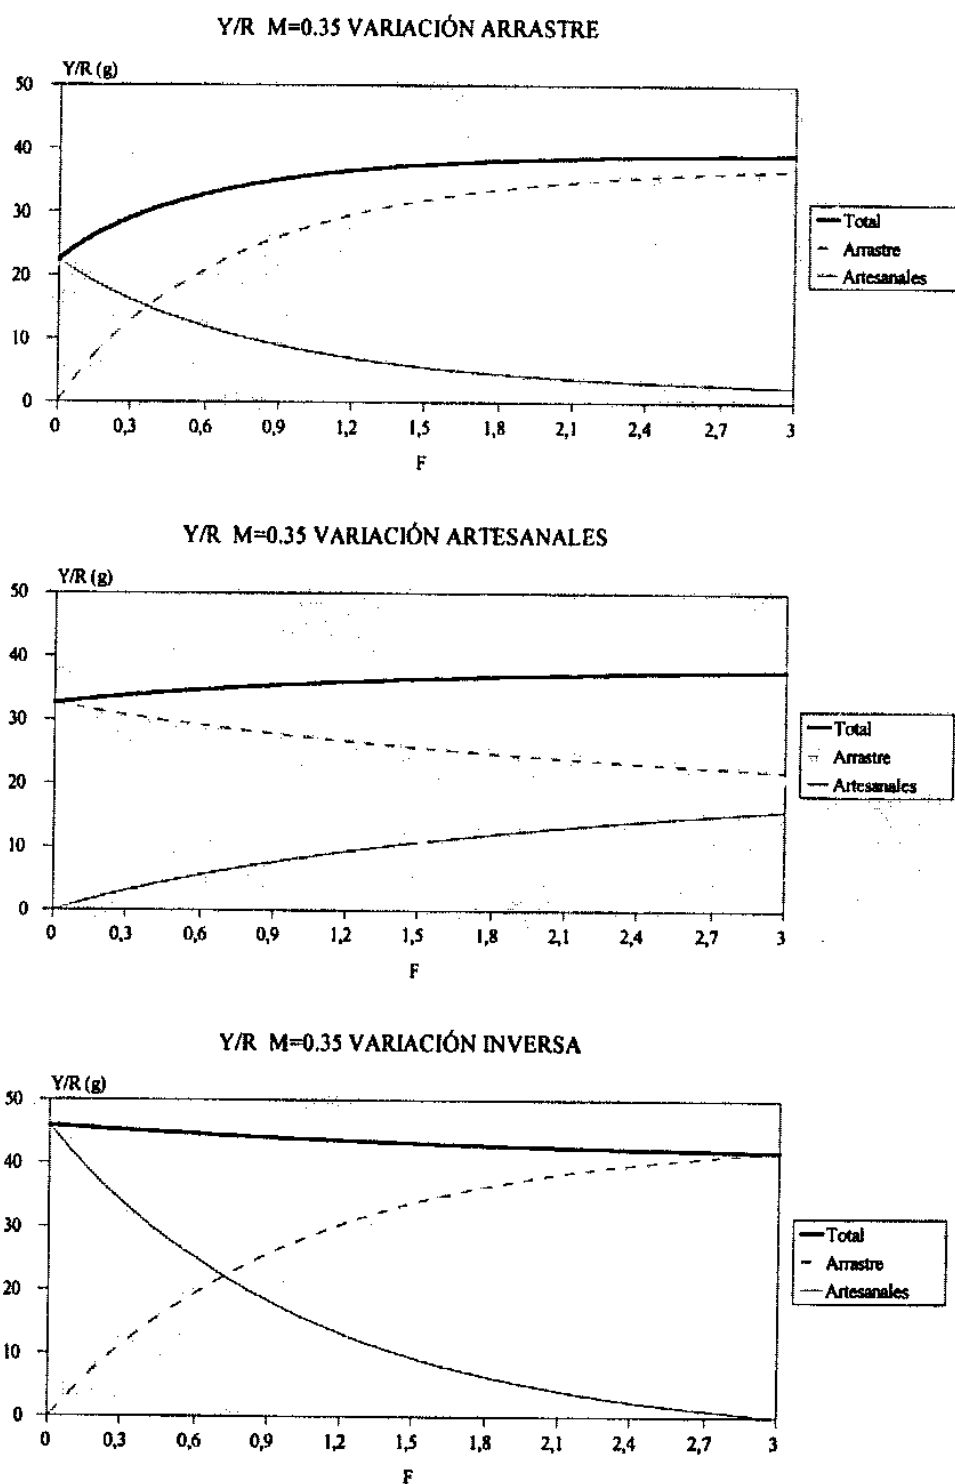 Y/R M=0.35 VARIACIÓN ARRASTRE
Y/R (g)
50
40
30
20
10
0
0 0,3 0,6 0,9 1,2 1,5 1,8 2,1 2,4 2,7 3
F
Total
Arrastre
Artesanales
Y/R M=0.35 VARIACIÓN ARTESANALES
Y/R (g)
50
40
30
20
10
0
0 0,3 0,6 0,9 1,2 1,5 1,8 2,1 2,4 2,7 3
F
Total
Arrastre
Artesanales
Y/R M=0.35 VARIACIÓN INVERSA
Y/R (g)
50
40
30
20
10
0
0 0,3 0,6 0,9 1,2 1,5 1,8 2,1 2,4 2,7 3
F
Total
Arrastre
Artesanales